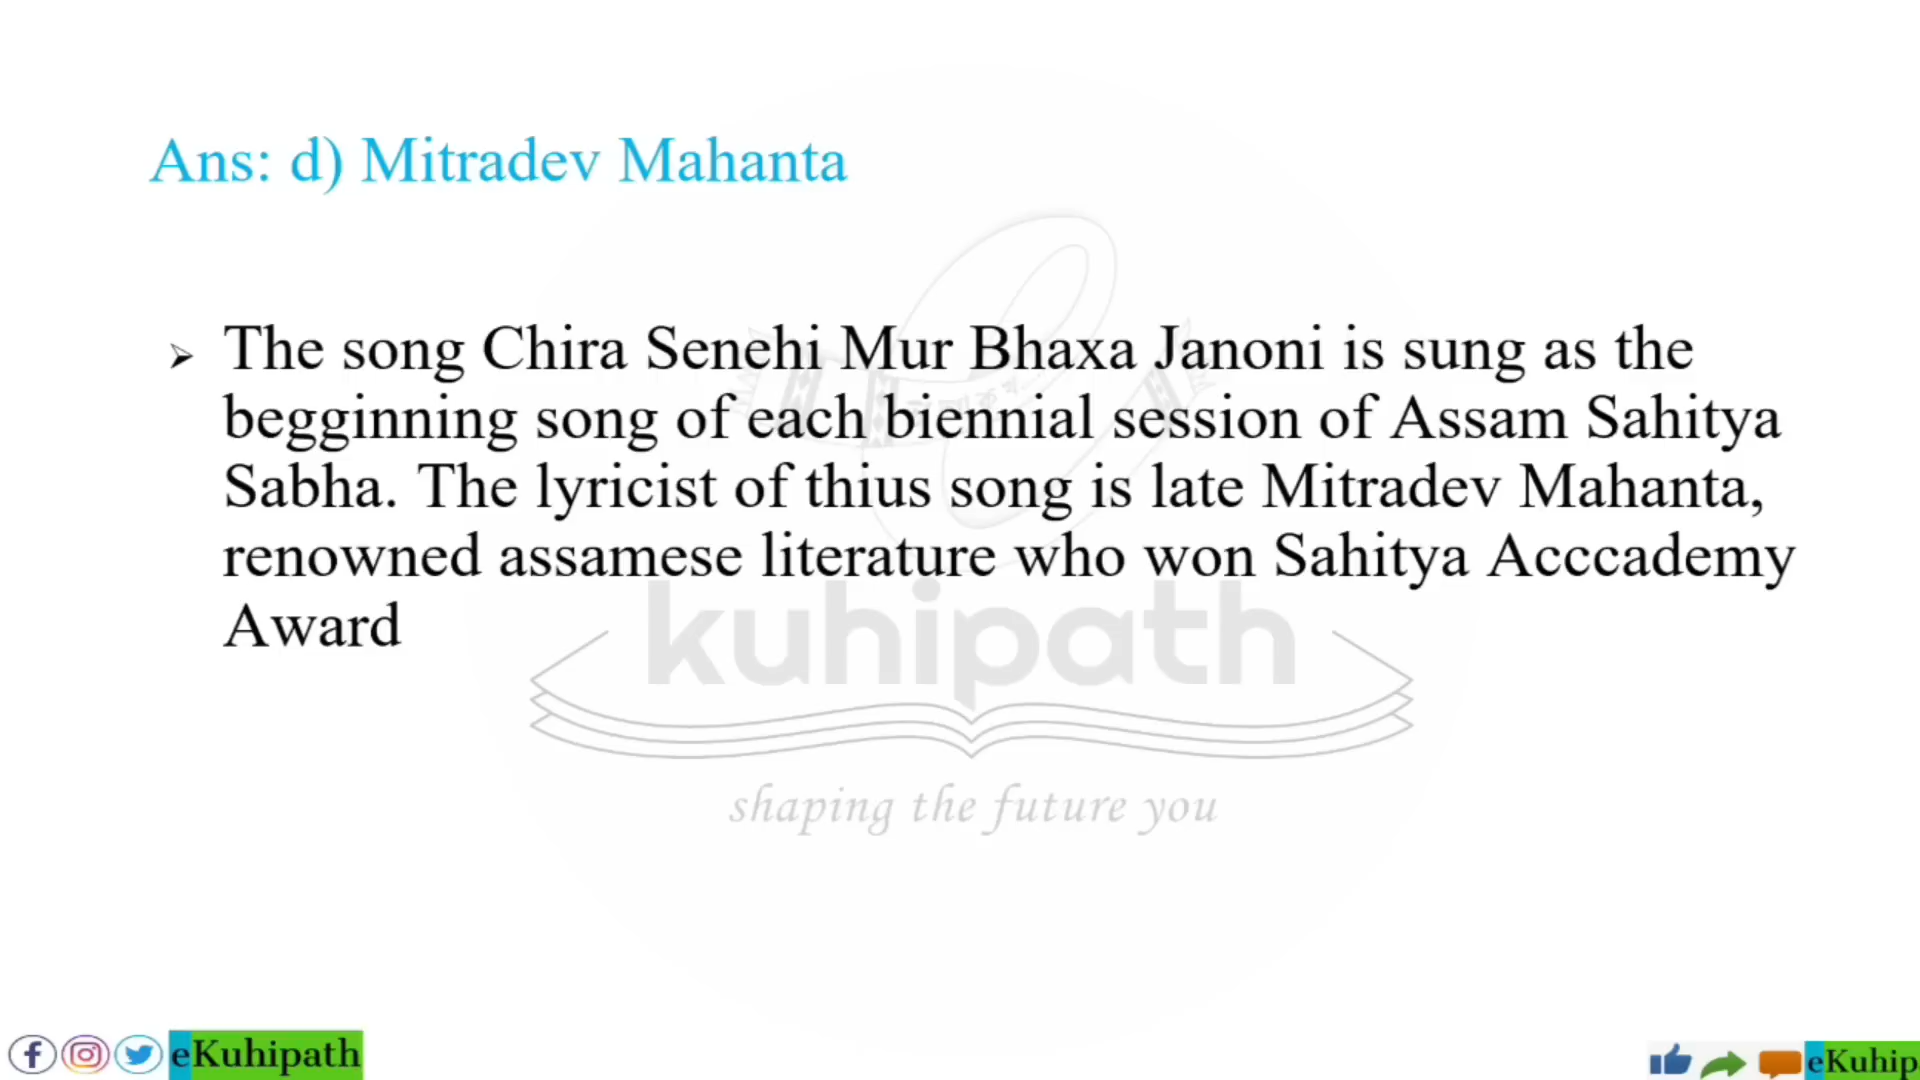 Ans: d) Mitradev Mahanta
➢ The song Chira Senehi Mur Bhaxa Janoni is sung as the
begginning song of each biennial session of Assam Sahitya
Sabha. The lyricist of thius song is late Mitradev Mahanta,
renowned assamese literature who won Sahitya Acccademy
Award
kuhipath
shaping the future you
eKuhipath
eKuhip